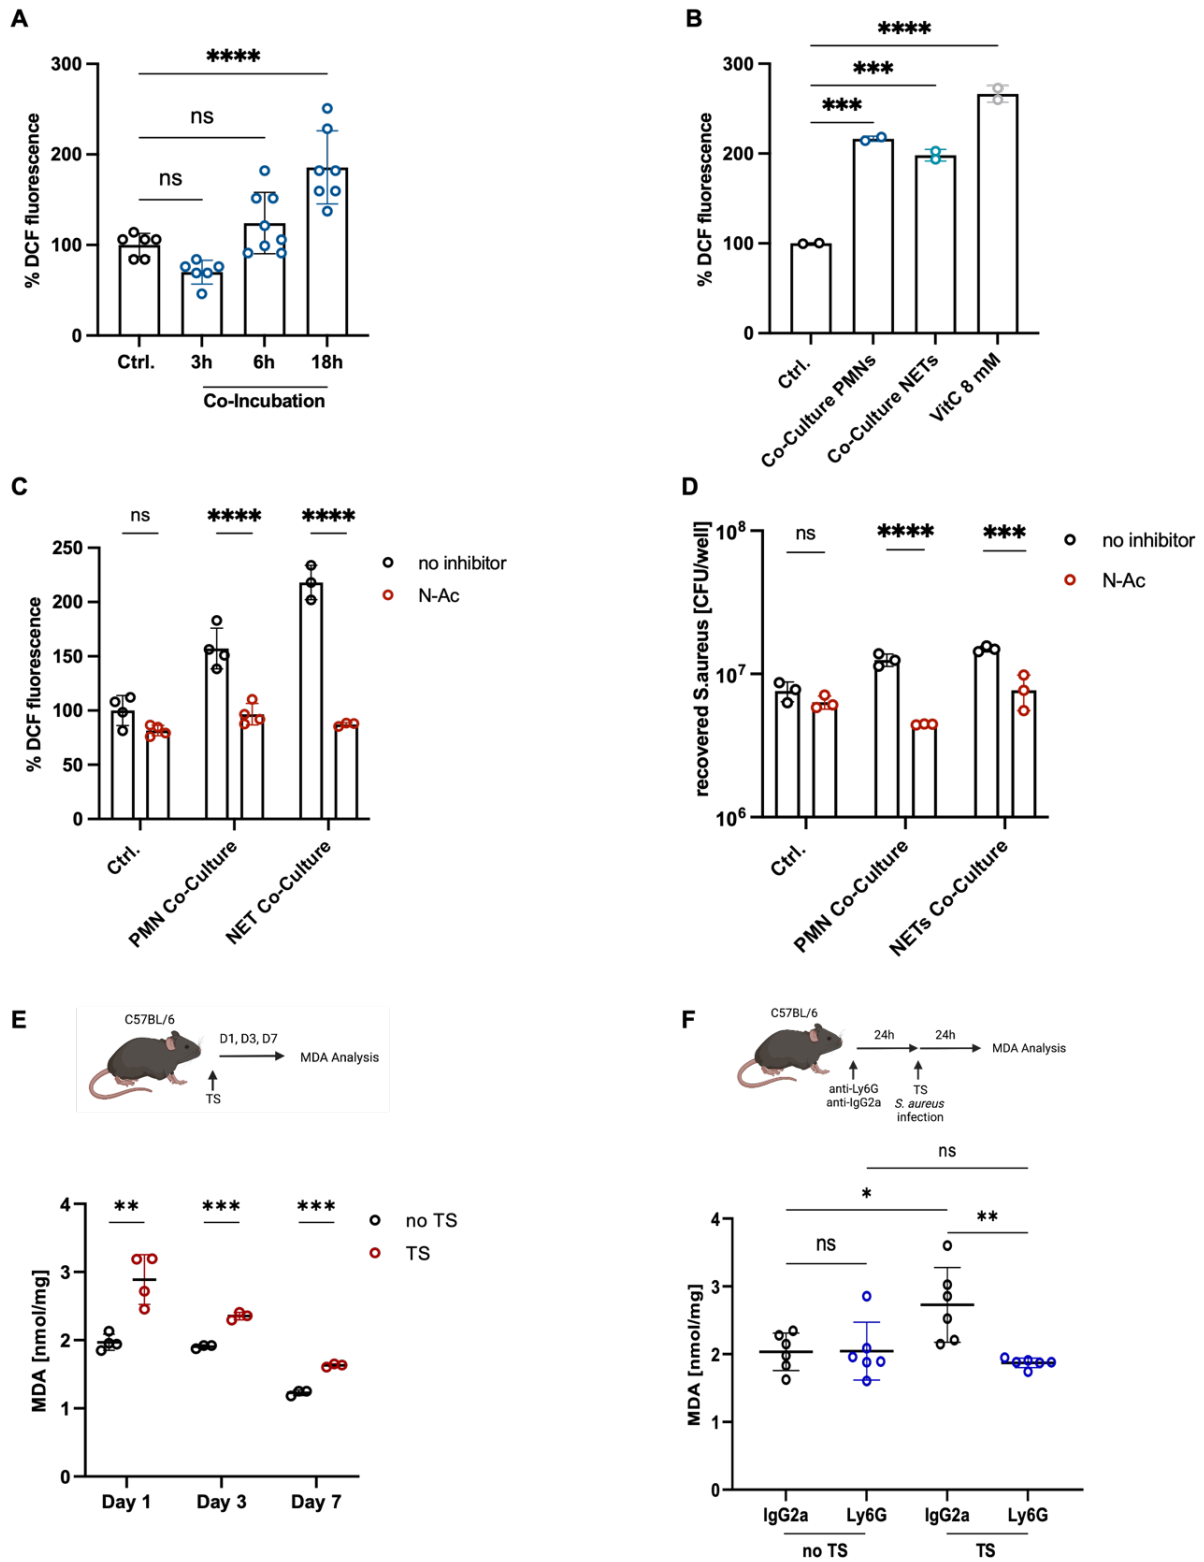 A
****
ns
ns
300
200
100
0
% DCF fluorescence
Ctrl.
3h
6h
18h
Co-Incubation
B
****
***
***
300
200
100
0
% DCF fluorescence
Ctrl.
Co-Culture PMNs
Co-Culture NETs
VitC 8 mM
C
ns
****
****
250
200
150
100
50
0
% DCF fluorescence
no inhibitor
N-Ac
Ctrl.
PMN Co-Culture
NET Co-Culture
D
ns
****
***
10^8
10^7
10^6
recovered S.aureus [CFU/well]
no inhibitor
N-Ac
Ctrl.
PMN Co-Culture
NETs Co-Culture
E
C57BL/6
D1, D3, D7
MDA Analysis
TS
**
***
***
no TS
TS
4
3
2
1
0
MDA [nmol/mg]
Day 1
Day 3
Day 7
F
C57BL/6
24h
24h
MDA Analysis
anti-Ly6G
anti-IgG2a
TS
S. aureus
infection
ns
*
**
ns
4
3
2
1
0
MDA [nmol/mg]
IgG2a
Ly6G
IgG2a
Ly6G
no TS
TS